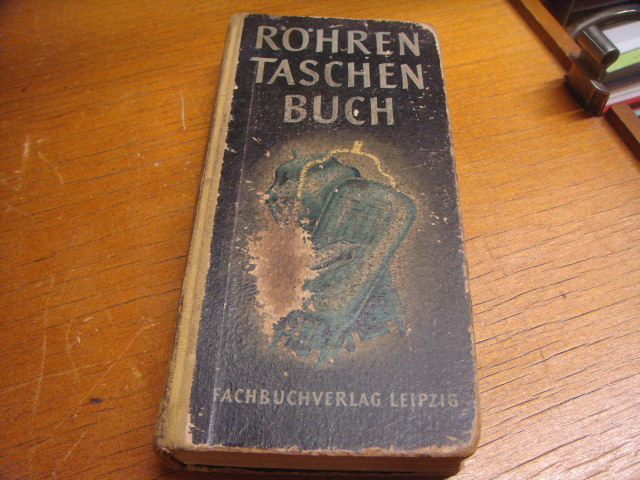 RÖHREN
TASCHEN
BUCH
FACHBUCHVERLAG LEIPZIG